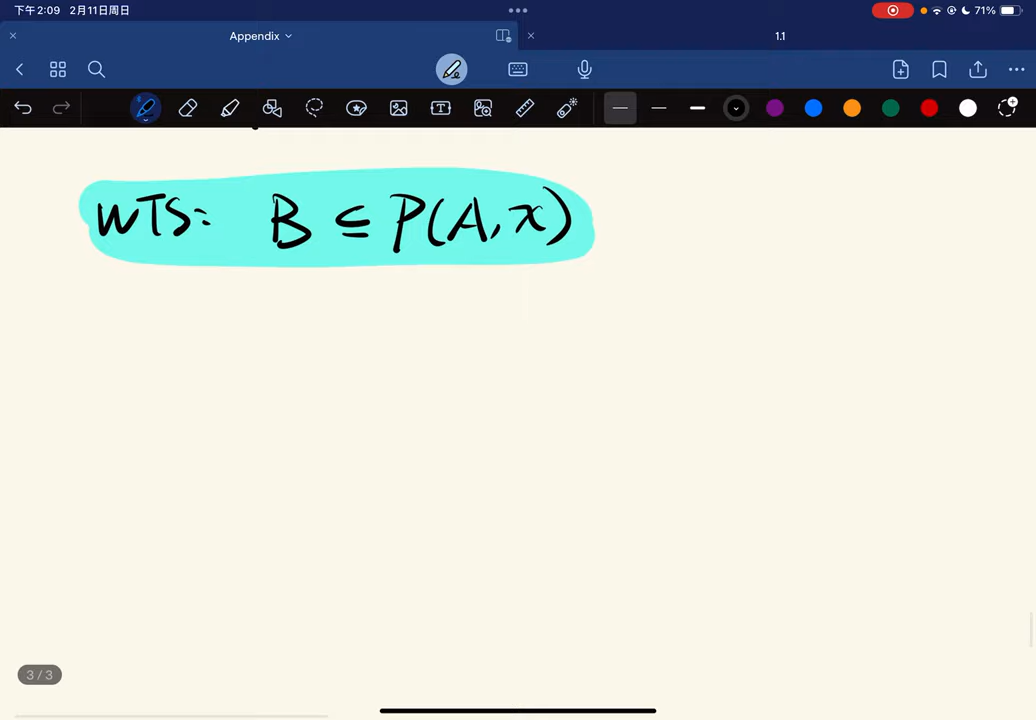 下午2:09 2月11日周日
71%
Appendix
1.1
WTS: B ⊆ P(A, x)
3 / 3